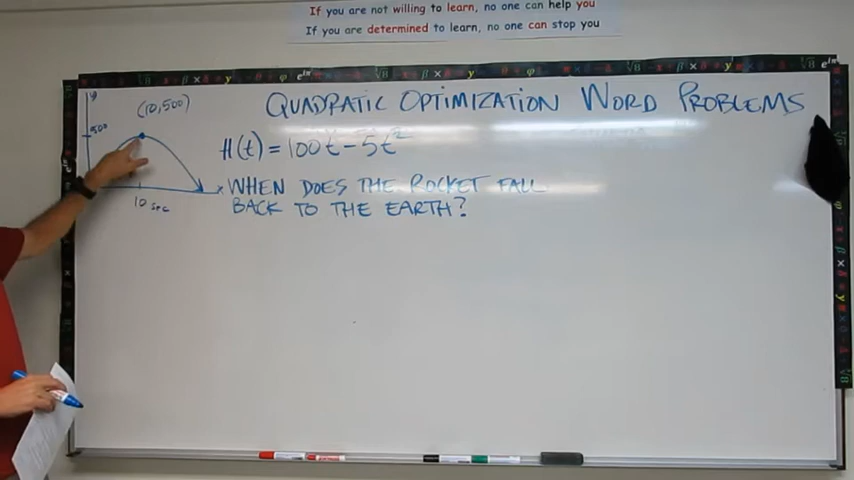 If you are not willing to learn, no one can help you
If you are determined to learn, no one can stop you
QUADRATIC OPTIMIZATION WORD PROBLEMS
y
(10,500)
500
H(t) = 100t - 5t²
WHEN DOES THE ROCKET FALL
BACK TO THE EARTH?
x
10 sec